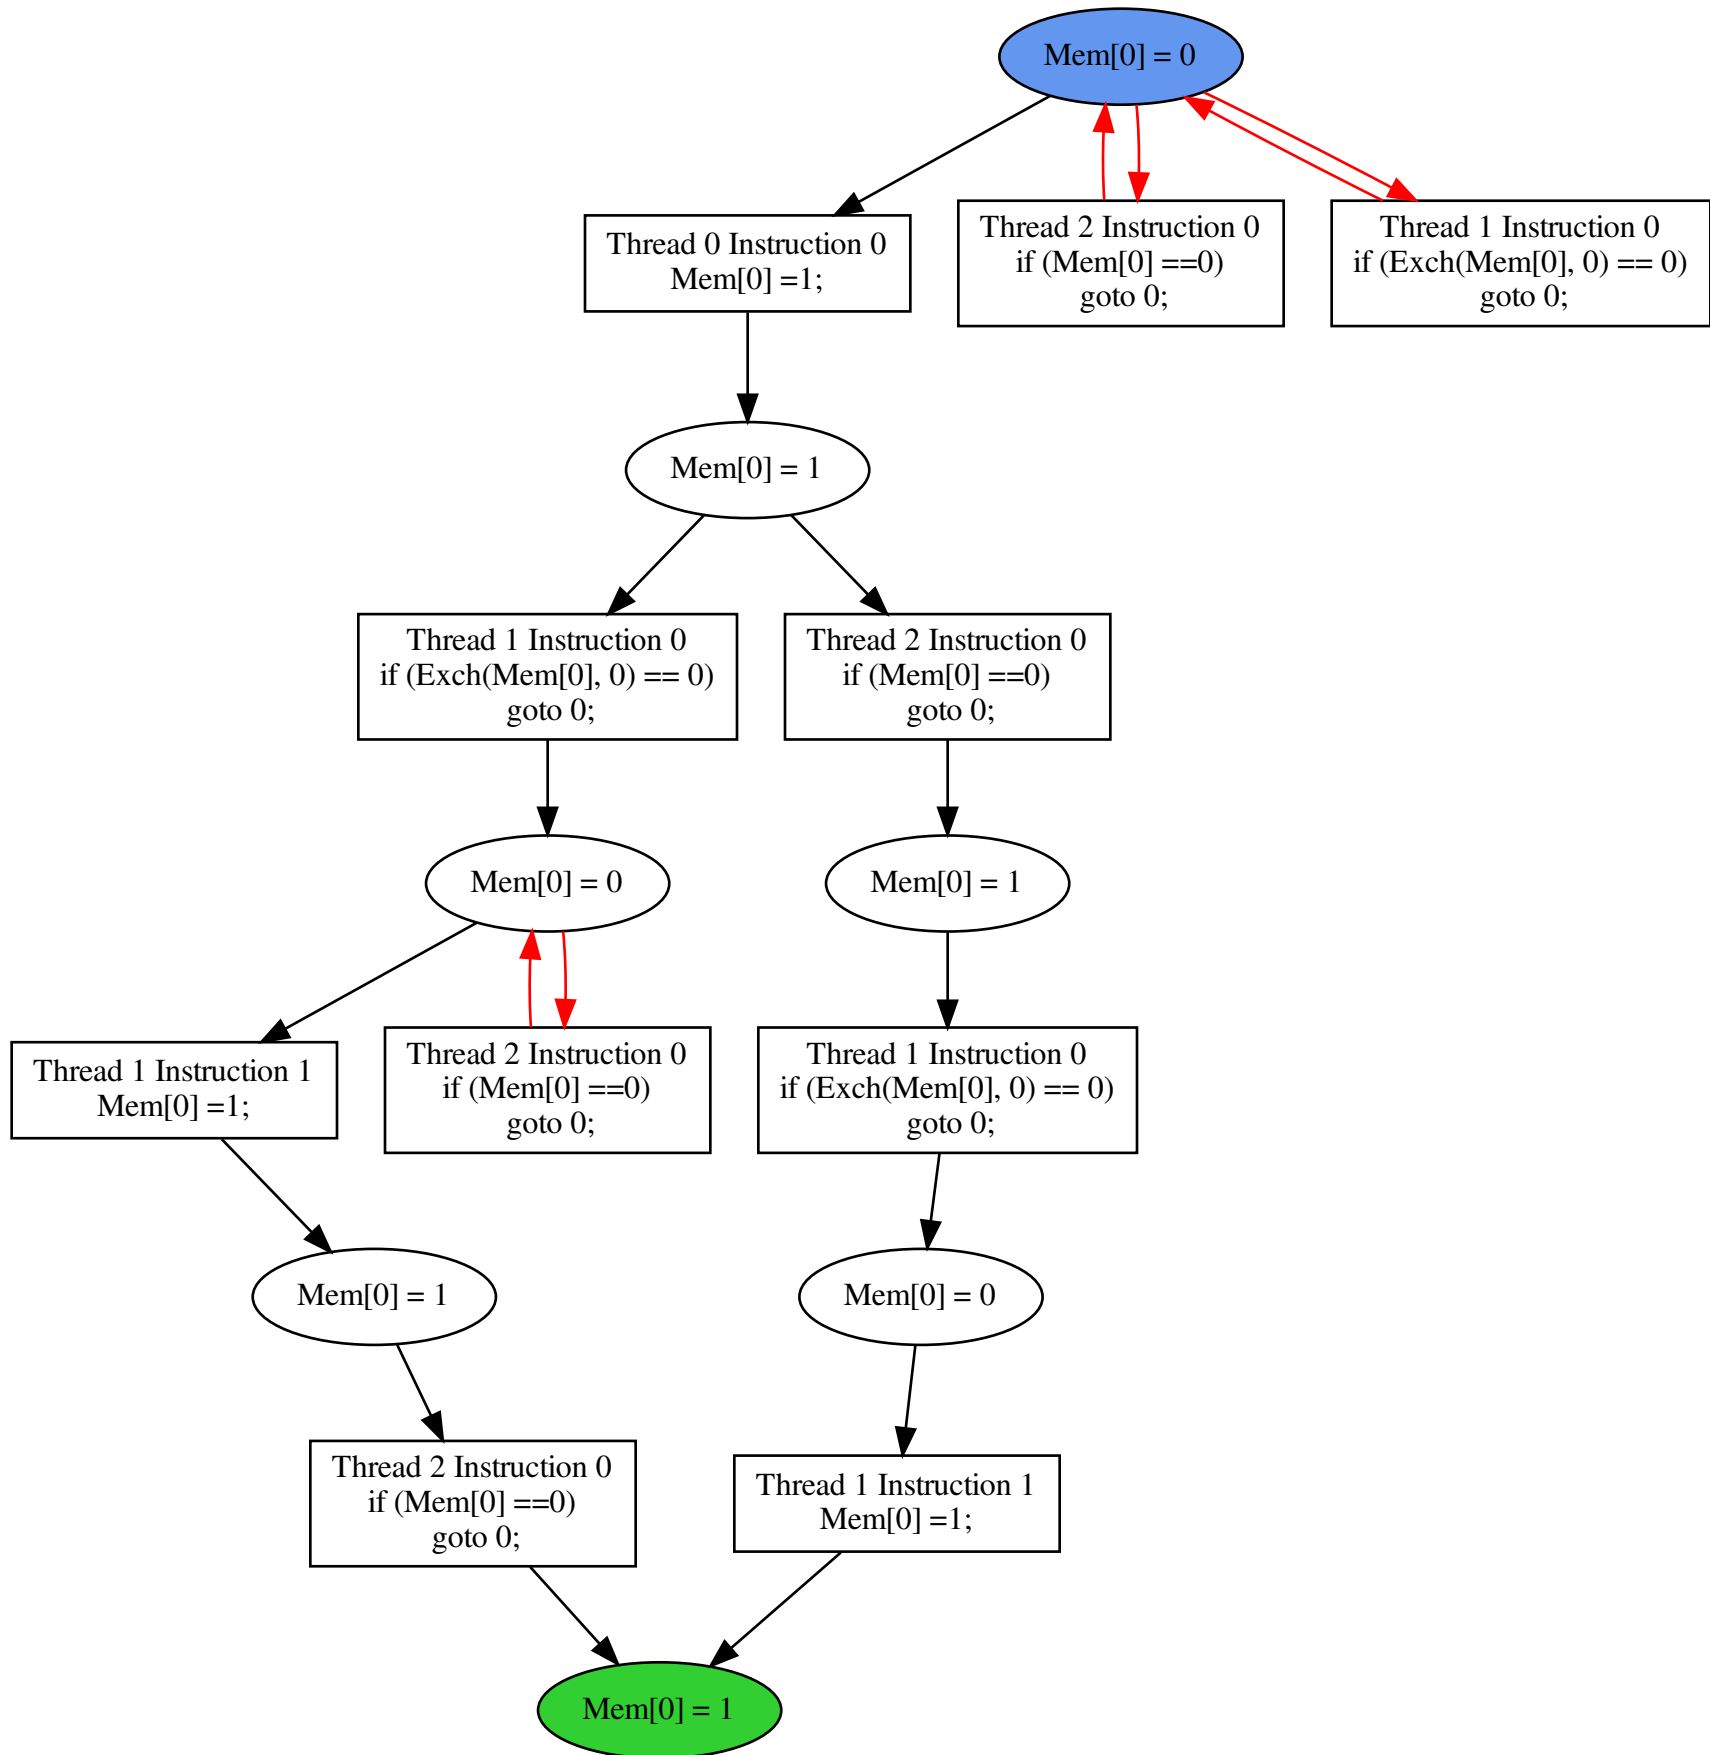 Mem[0] = 0
Thread 0 Instruction 0
Mem[0] =1;
Thread 2 Instruction 0
if (Mem[0] ==0)
goto 0;
Thread 1 Instruction 0
if (Exch(Mem[0], 0) == 0)
goto 0;
Mem[0] = 1
Thread 1 Instruction 0
if (Exch(Mem[0], 0) == 0)
goto 0;
Thread 2 Instruction 0
if (Mem[0] ==0)
goto 0;
Mem[0] = 0
Mem[0] = 1
Thread 1 Instruction 1
Mem[0] =1;
Thread 2 Instruction 0
if (Mem[0] ==0)
goto 0;
Thread 1 Instruction 0
if (Exch(Mem[0], 0) == 0)
goto 0;
Mem[0] = 1
Mem[0] = 0
Thread 2 Instruction 0
if (Mem[0] ==0)
goto 0;
Thread 1 Instruction 1
Mem[0] =1;
Mem[0] = 1